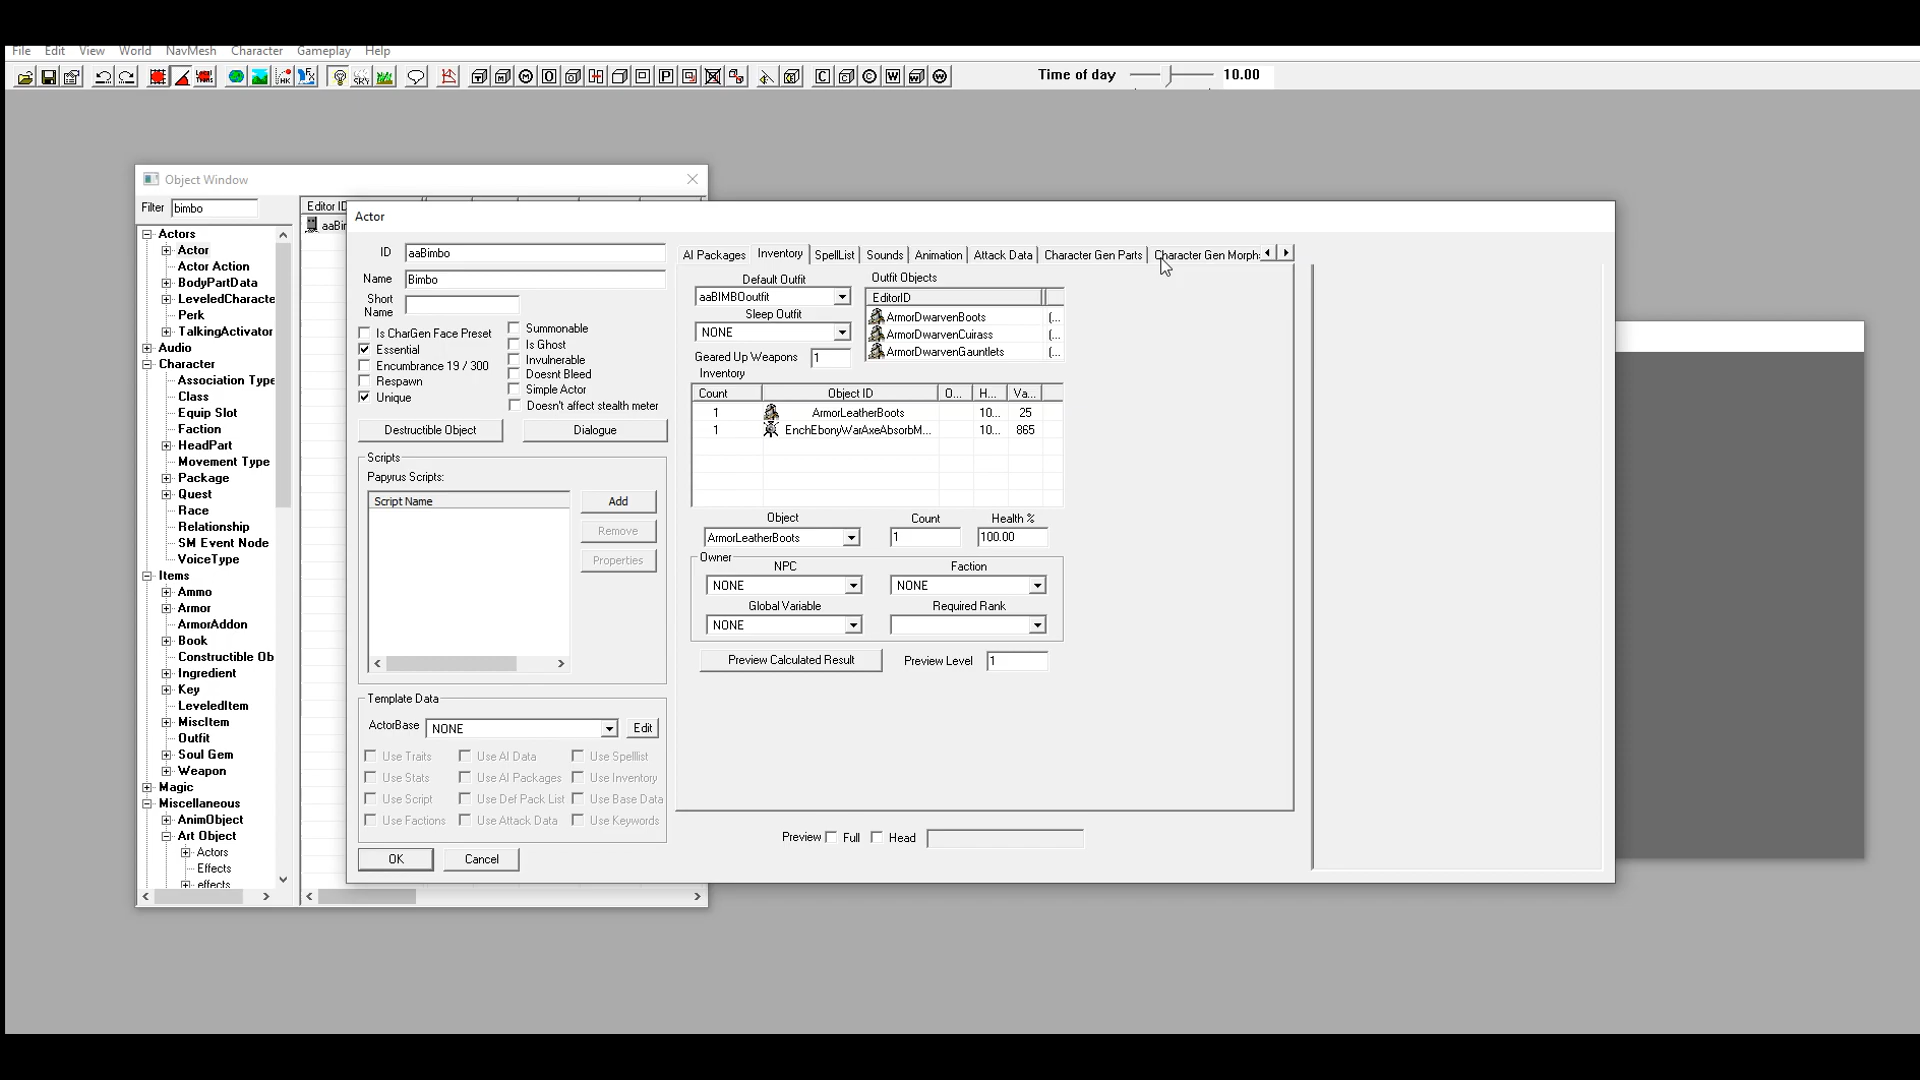 File Edit View World NavMesh Character Gameplay Help
Time of day 10.00
Object Window
Filter bimbo
Editor ID
Actors
Actor
Actor Action
BodyPartData
LeveledCharacte
Perk
TalkingActivator
Audio
Character
Association Type
Class
Equip Slot
Faction
HeadPart
Movement Type
Package
Quest
Race
Relationship
SM Event Node
VoiceType
Items
Ammo
Armor
ArmorAddon
Book
Constructible Ob
Ingredient
Key
LeveledItem
MiscItem
Outfit
Soul Gem
Weapon
Magic
Miscellaneous
AnimObject
Art Object
Actors
Effects
effects
aaBir
Actor
ID aaBimbo
Name Bimbo
Short Name
Is CharGen Face Preset
Essential
Encumbrance 19 / 300
Respawn
Unique
Summonable
Is Ghost
Invulnerable
Doesnt Bleed
Simple Actor
Doesn't affect stealth meter
Destructible Object Dialogue
Scripts
Papyrus Scripts:
Script Name
Add
Remove
Properties
Template Data
ActorBase NONE Edit
Use Traits Use AI Data Use Spelllist
Use Stats Use AI Packages Use Inventory
Use Script Use Def Pack List Use Base Data
Use Factions Use Attack Data Use Keywords
OK Cancel
AI Packages Inventory SpellList Sounds Animation Attack Data Character Gen Parts Character Gen Morph
Default Outfit
aaBIMBOoutfit
Sleep Outfit
NONE
Geared Up Weapons 1
Outfit Objects
EditorID
ArmorDwarvenBoots (...
ArmorDwarvenCuirass (...
ArmorDwarvenGauntlets (...
Inventory
Count Object ID O... H... Va...
1 ArmorLeatherBoots 10... 25
1 EnchEbonyWarAxeAbsorbM... 10... 865
Object Count Health %
ArmorLeatherBoots 1 100.00
Owner
NPC Faction
NONE NONE
Global Variable Required Rank
NONE
Preview Calculated Result Preview Level 1
Preview Full Head